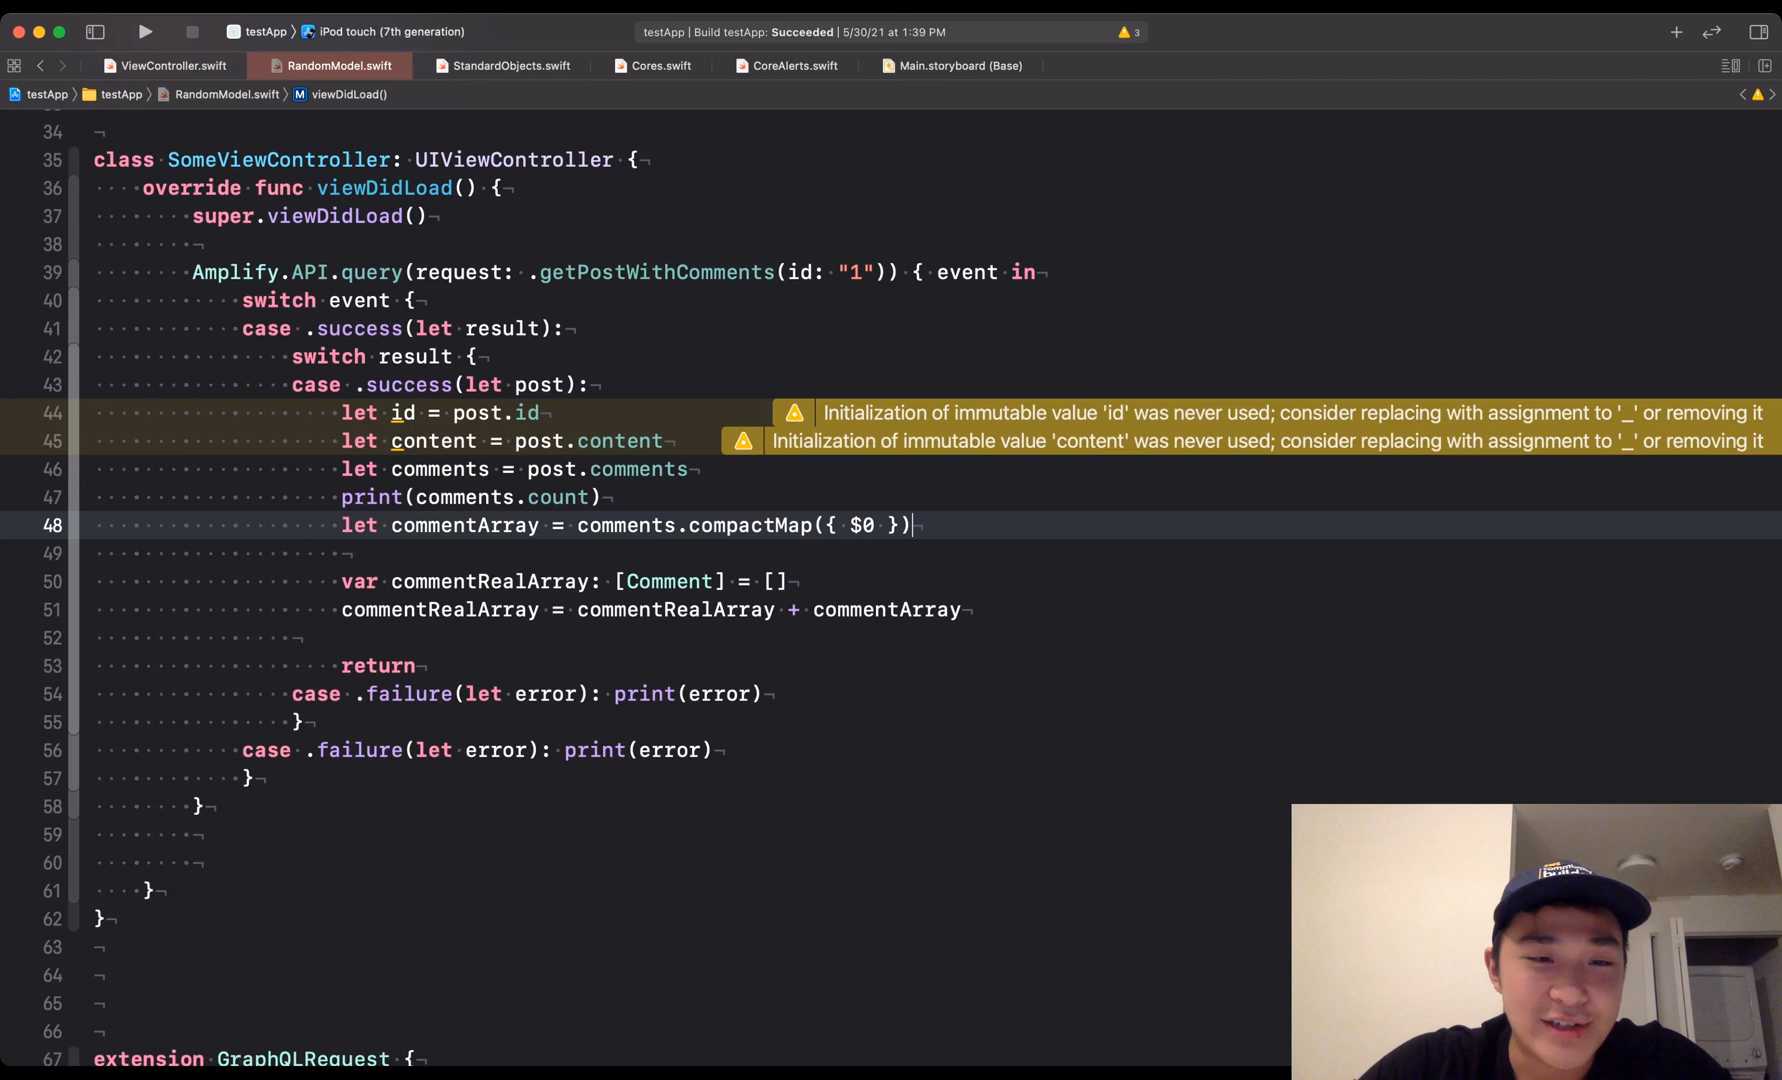 testApp iPod touch (7th generation) testApp | Build testApp: Succeeded | 5/30/21 at 1:39 PM 3
ViewController.swift RandomModel.swift StandardObjects.swift Cores.swift CoreAlerts.swift Main.storyboard (Base)
testApp testApp RandomModel.swift M viewDidLoad()
34
35 class SomeViewController: UIViewController {
36 override func viewDidLoad() {
37 super.viewDidLoad()
38
39 Amplify.API.query(request: .getPostWithComments(id: "1")) { event in
40 switch event {
41 case .success(let result):
42 switch result {
43 case .success(let post):
44 let id = post.id Initialization of immutable value 'id' was never used; consider replacing with assignment to '_' or removing it
45 let content = post.content Initialization of immutable value 'content' was never used; consider replacing with assignment to '_' or removing it
46 let comments = post.comments
47 print(comments.count)
48 let commentArray = comments.compactMap({ $0 })
49
50 var commentRealArray: [Comment] = []
51 commentRealArray = commentRealArray + commentArray
52
53 return
54 case .failure(let error): print(error)
55 }
56 case .failure(let error): print(error)
57 }
58 }
59
60
61 }
62 }
63
64
65
66
67 extension GraphQLRequest {